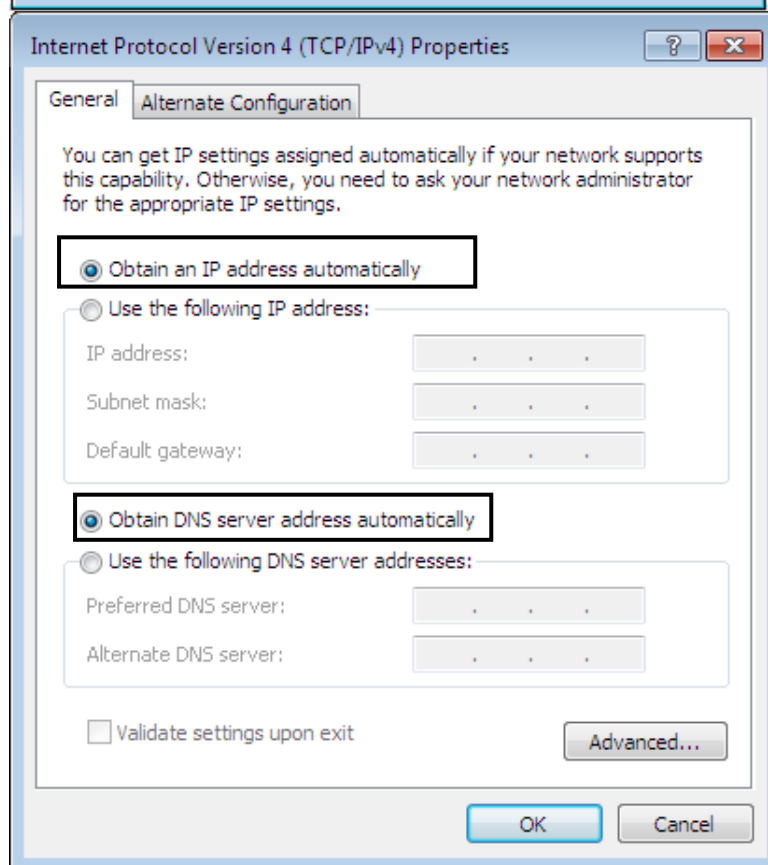 Internet Protocol Version 4 (TCP/IPv4) Properties
?
General
Alternate Configuration
You can get IP settings assigned automatically if your network supports
this capability. Otherwise, you need to ask your network administrator
for the appropriate IP settings.
Obtain an IP address automatically
Use the following IP address:
IP address:
. . .
Subnet mask:
. . .
Default gateway:
. . .
Obtain DNS server address automatically
Use the following DNS server addresses:
Preferred DNS server:
. . .
Alternate DNS server:
. . .
Validate settings upon exit
Advanced...
OK
Cancel